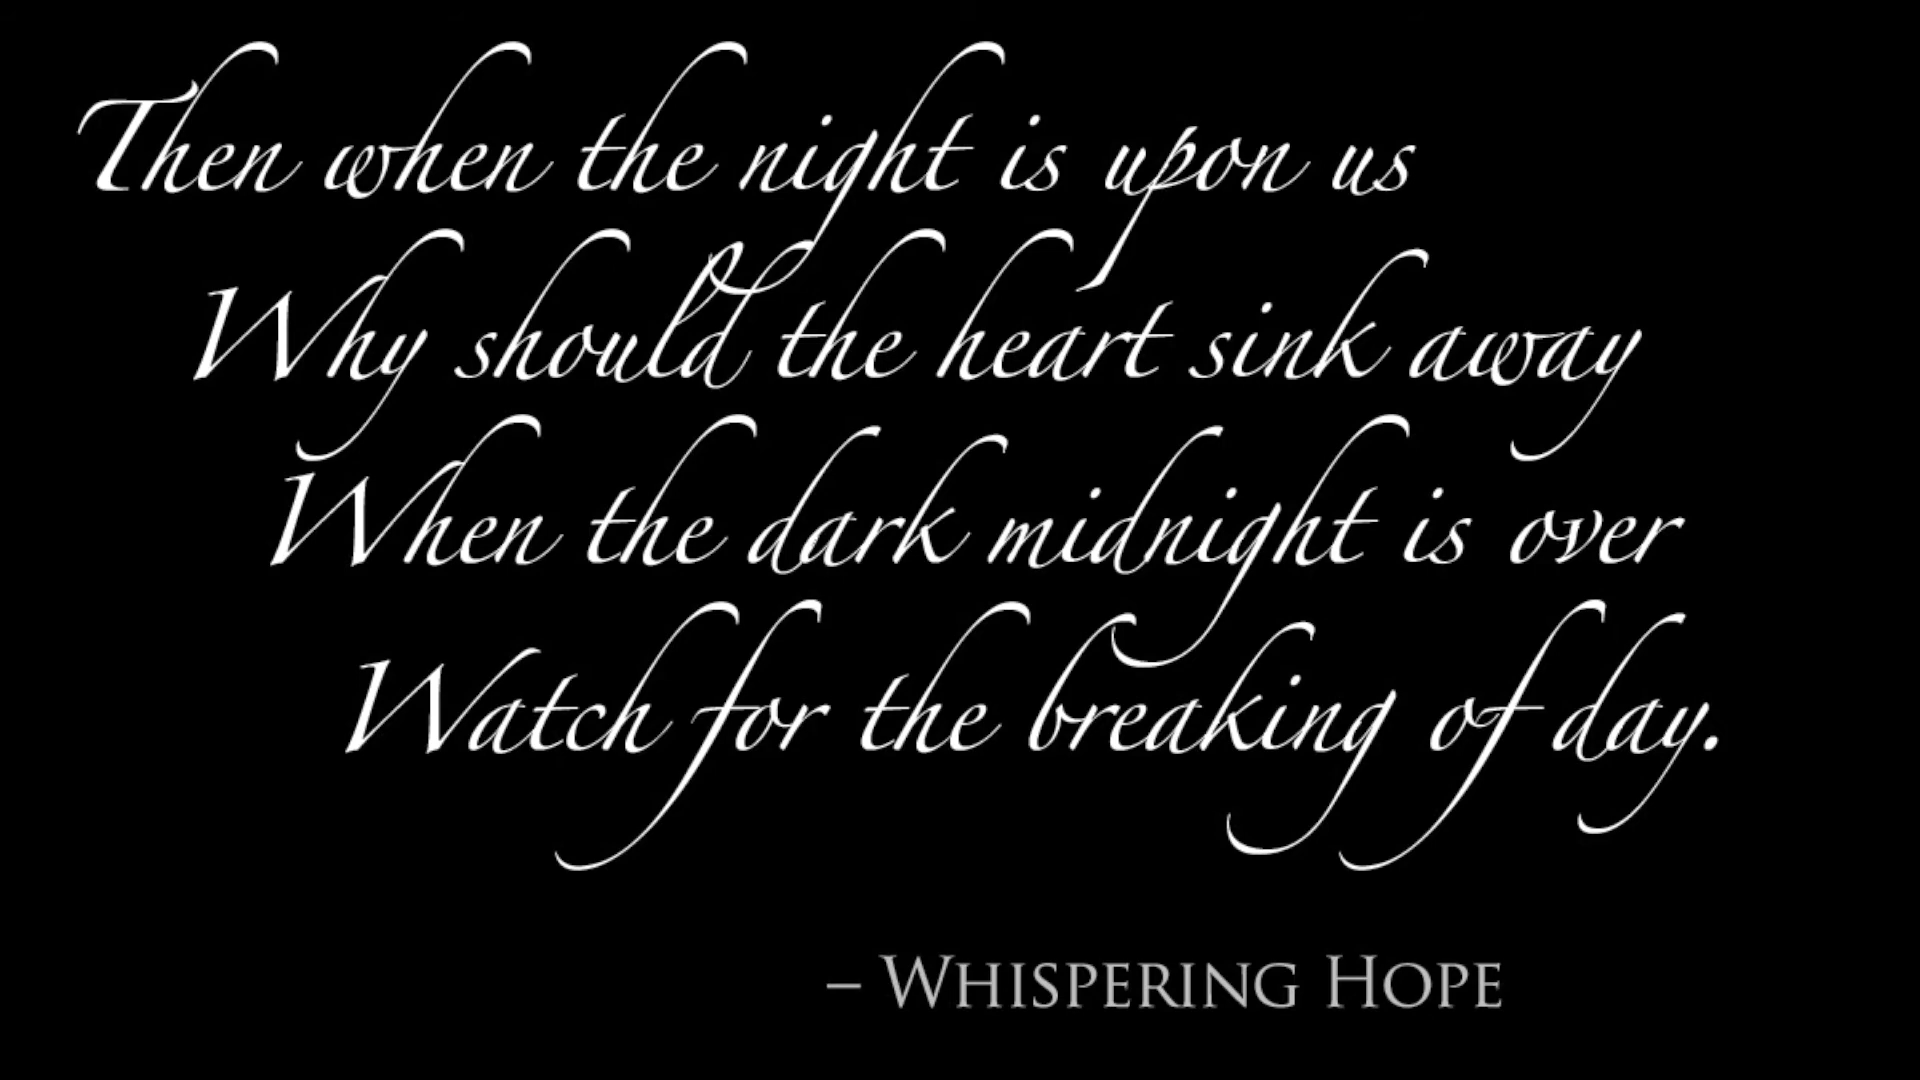 Then when the night is upon us
Why should the heart sink away
When the dark midnight is over
Watch for the breaking of day.
– WHISPERING HOPE